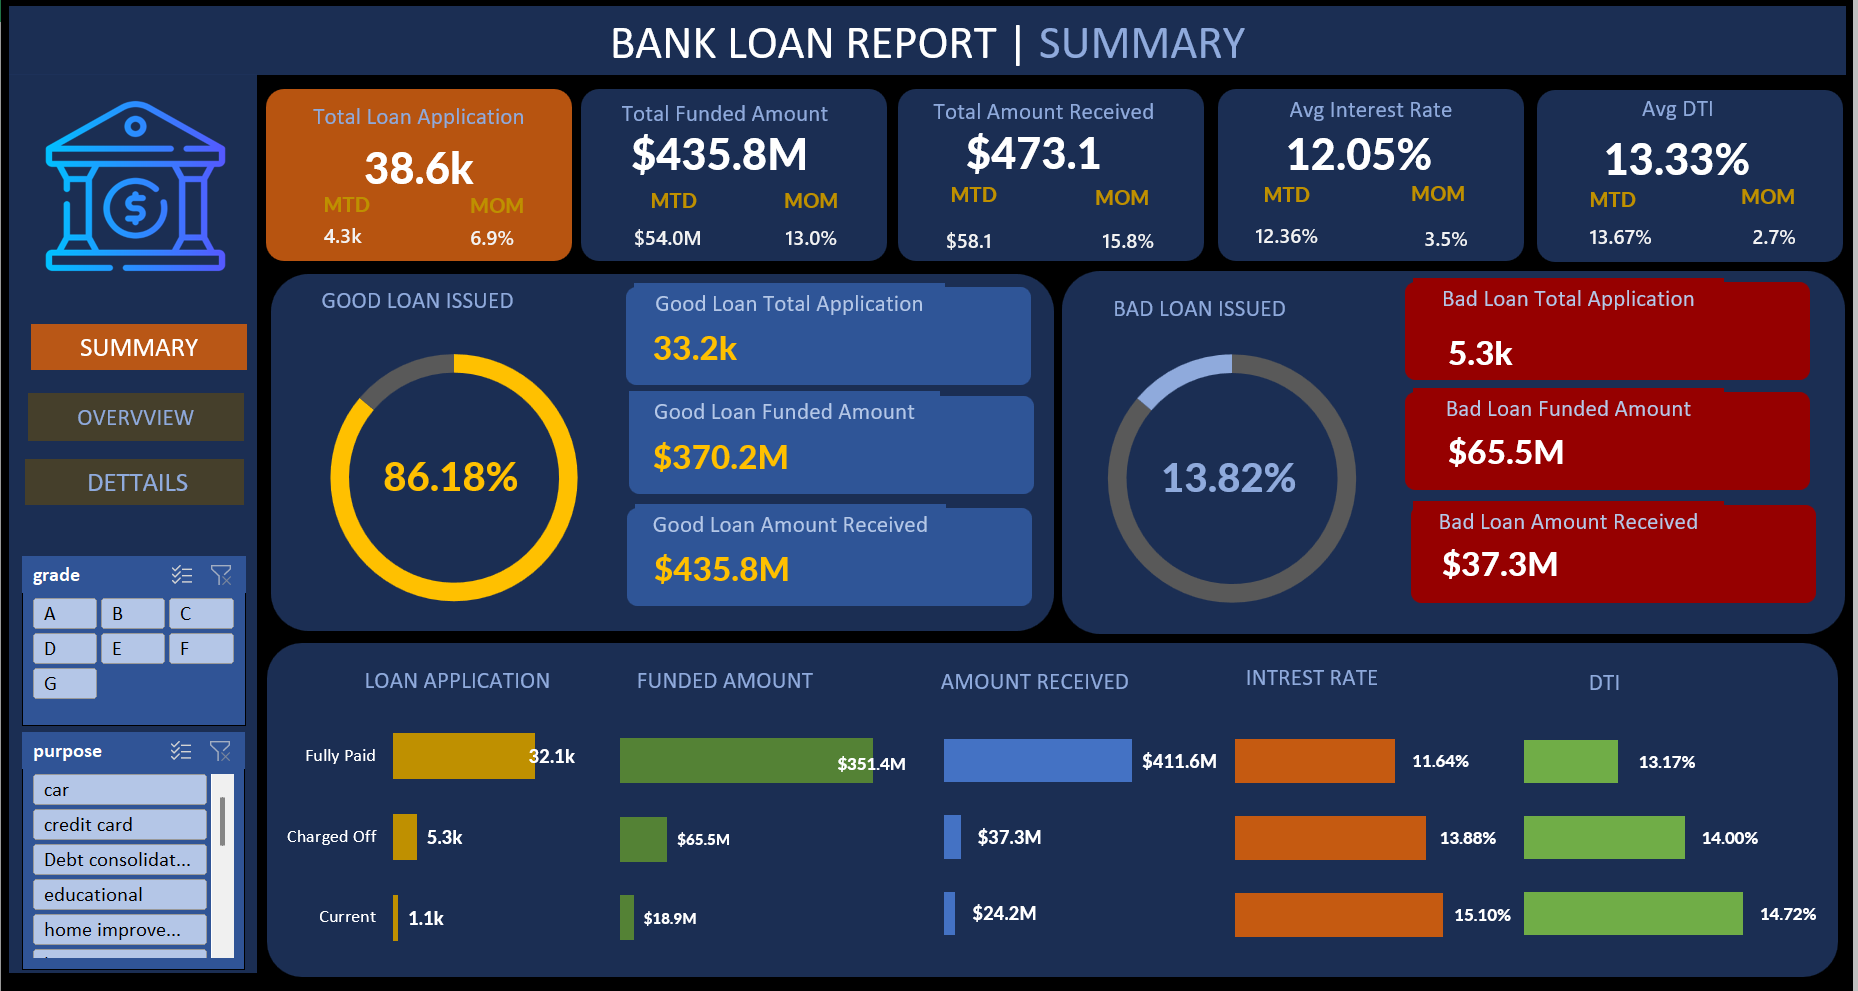 BANK LOAN REPORT | SUMMARY
Total Loan Application
38.6k
MTD MOM
4.3k 6.9%
Total Funded Amount
$435.8M
MTD MOM
$54.0M 13.0%
Total Amount Received
$473.1
MTD MOM
$58.1 15.8%
Avg Interest Rate
12.05%
MTD MOM
12.36% 3.5%
Avg DTI
13.33%
MTD MOM
13.67% 2.7%
SUMMARY
OVERVVIEW
DETTAILS
grade
A B C
D E F
G
purpose
car
credit card
Debt consolidat...
educational
home improve...
GOOD LOAN ISSUED
86.18%
Good Loan Total Application
33.2k
Good Loan Funded Amount
$370.2M
Good Loan Amount Received
$435.8M
BAD LOAN ISSUED
13.82%
Bad Loan Total Application
5.3k
Bad Loan Funded Amount
$65.5M
Bad Loan Amount Received
$37.3M
LOAN APPLICATION FUNDED AMOUNT AMOUNT RECEIVED INTREST RATE DTI
Fully Paid 32.1k $351.4M $411.6M 11.64% 13.17%
Charged Off 5.3k $65.5M $37.3M 13.88% 14.00%
Current 1.1k $18.9M $24.2M 15.10% 14.72%